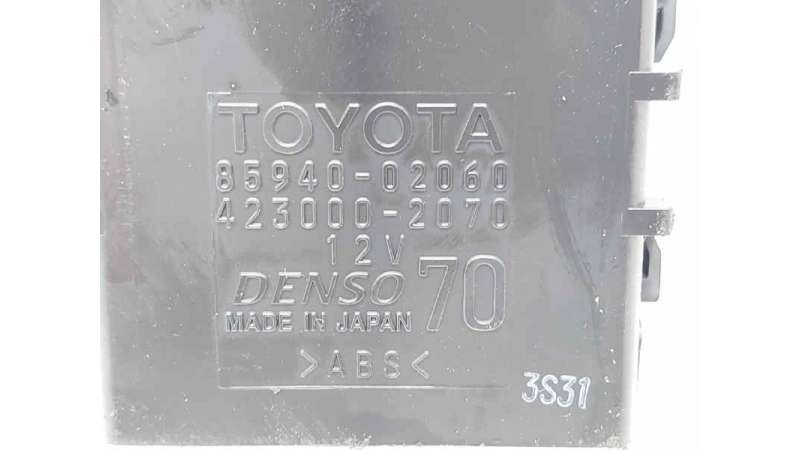 TOYOTA
85940-02060
423000-2070
12V
DENSO 70
MADE IN JAPAN
>ABS<
3S31